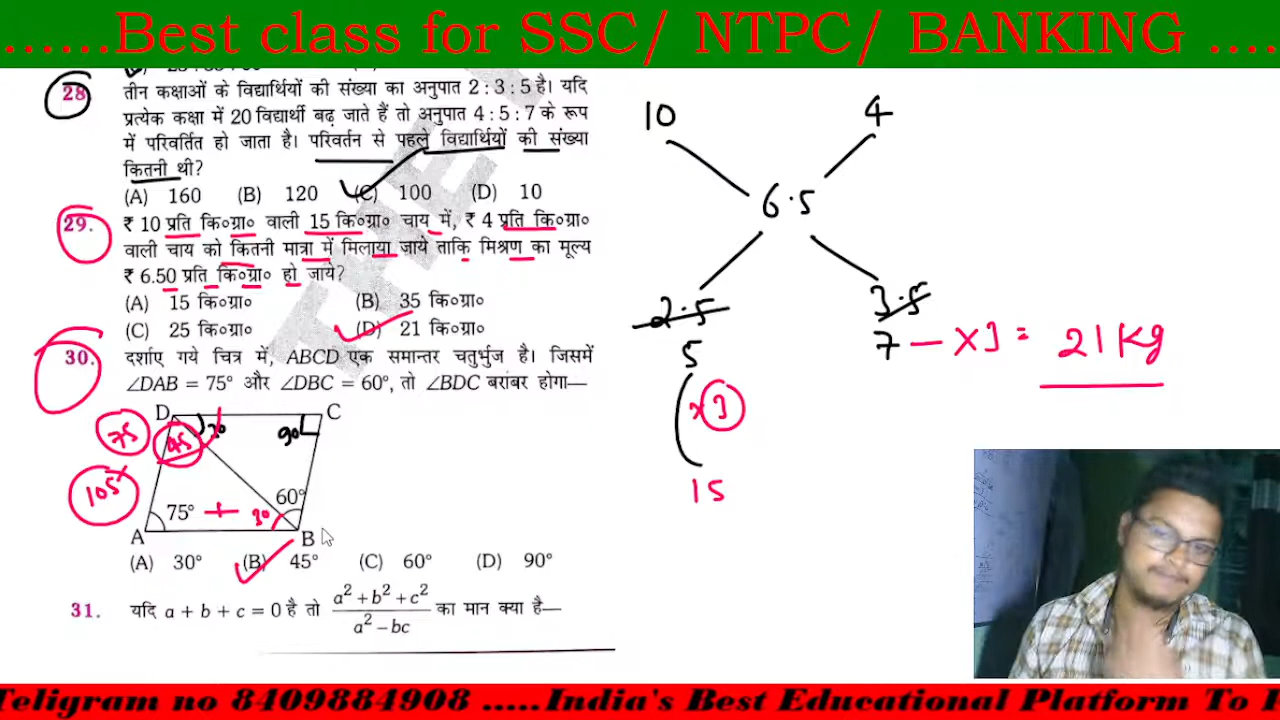 ......Best class for SSC/ NTPC/ BANKING ....
28
तीन कक्षाओं के विद्यार्थियों की संख्या का अनुपात 2 : 3 : 5 है। यदि
प्रत्येक कक्षा में 20 विद्यार्थी बढ़ जाते हैं तो अनुपात 4 : 5 : 7 के रूप
में परिवर्तित हो जाता है। परिवर्तन से पहले विद्यार्थियों की संख्या
कितनी थी?
(A) 160 (B) 120 (C) 100 (D) 10
29. ₹ 10 प्रति कि०ग्रा० वाली 15 कि०ग्रा० चाय में, ₹ 4 प्रति कि०ग्रा०
वाली चाय को कितनी मात्रा में मिलाया जाये ताकि मिश्रण का मूल्य
₹ 6.50 प्रति कि०ग्रा० हो जाये?
(A) 15 कि०ग्रा० (B) 35 कि०ग्रा०
(C) 25 कि०ग्रा० (D) 21 कि०ग्रा०
30. दर्शाए गये चित्र में, ABCD एक समान्तर चतुर्भुज है। जिसमें
∠DAB = 75° और ∠DBC = 60°, तो ∠BDC बरांबर होगा—
D C
75 45 30 90
105
75° + 30 60°
A B
(A) 30° (B) 45° (C) 60° (D) 90°
31. यदि a + b + c = 0 है तो (a² + b² + c²)/(a² – bc) का मान क्या है—
10 4
6.5
2.5 3.5
5 7 — ×3 = 21 Kg
×3
15
Teligram no 8409884908 .....India's Best Educational Platform To